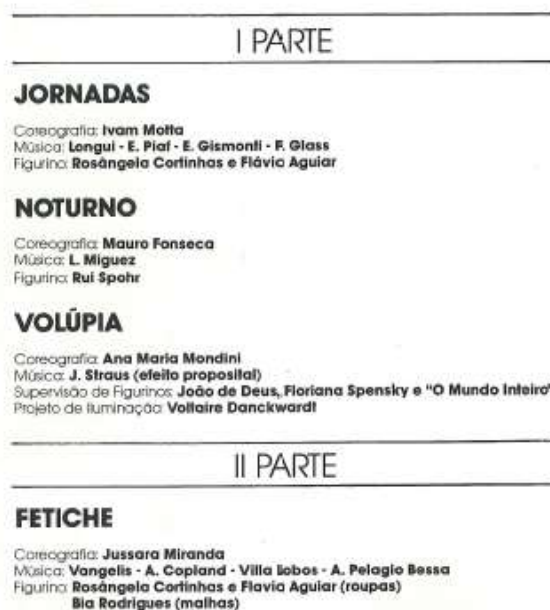 I PARTE
JORNADAS
Coreografia: Ivam Motta
Música: Longui - E. Piaf - E. Gismonti - F. Glass
Figurino: Rosângela Cortinhas e Flávio Aguiar
NOTURNO
Coreografia: Mauro Fonseca
Música: L. Miguez
Figurino: Rui Spohr
VOLÚPIA
Coreografia: Ana Maria Mondini
Música: J. Straus (efeito proposital)
Supervisão de Figurinos: João de Deus, Floriana Spensky e "O Mundo Inteiro"
Projeto de Iluminação: Voltaire Danckwardt
II PARTE
FETICHE
Coreografia: Jussara Miranda
Música: Vangelis - A. Copland - Villa Lobos - A. Pelagio Bessa
Figurino: Rosângela Cortinhas e Flavia Aguiar (roupas)
Bia Rodrigues (malhas)